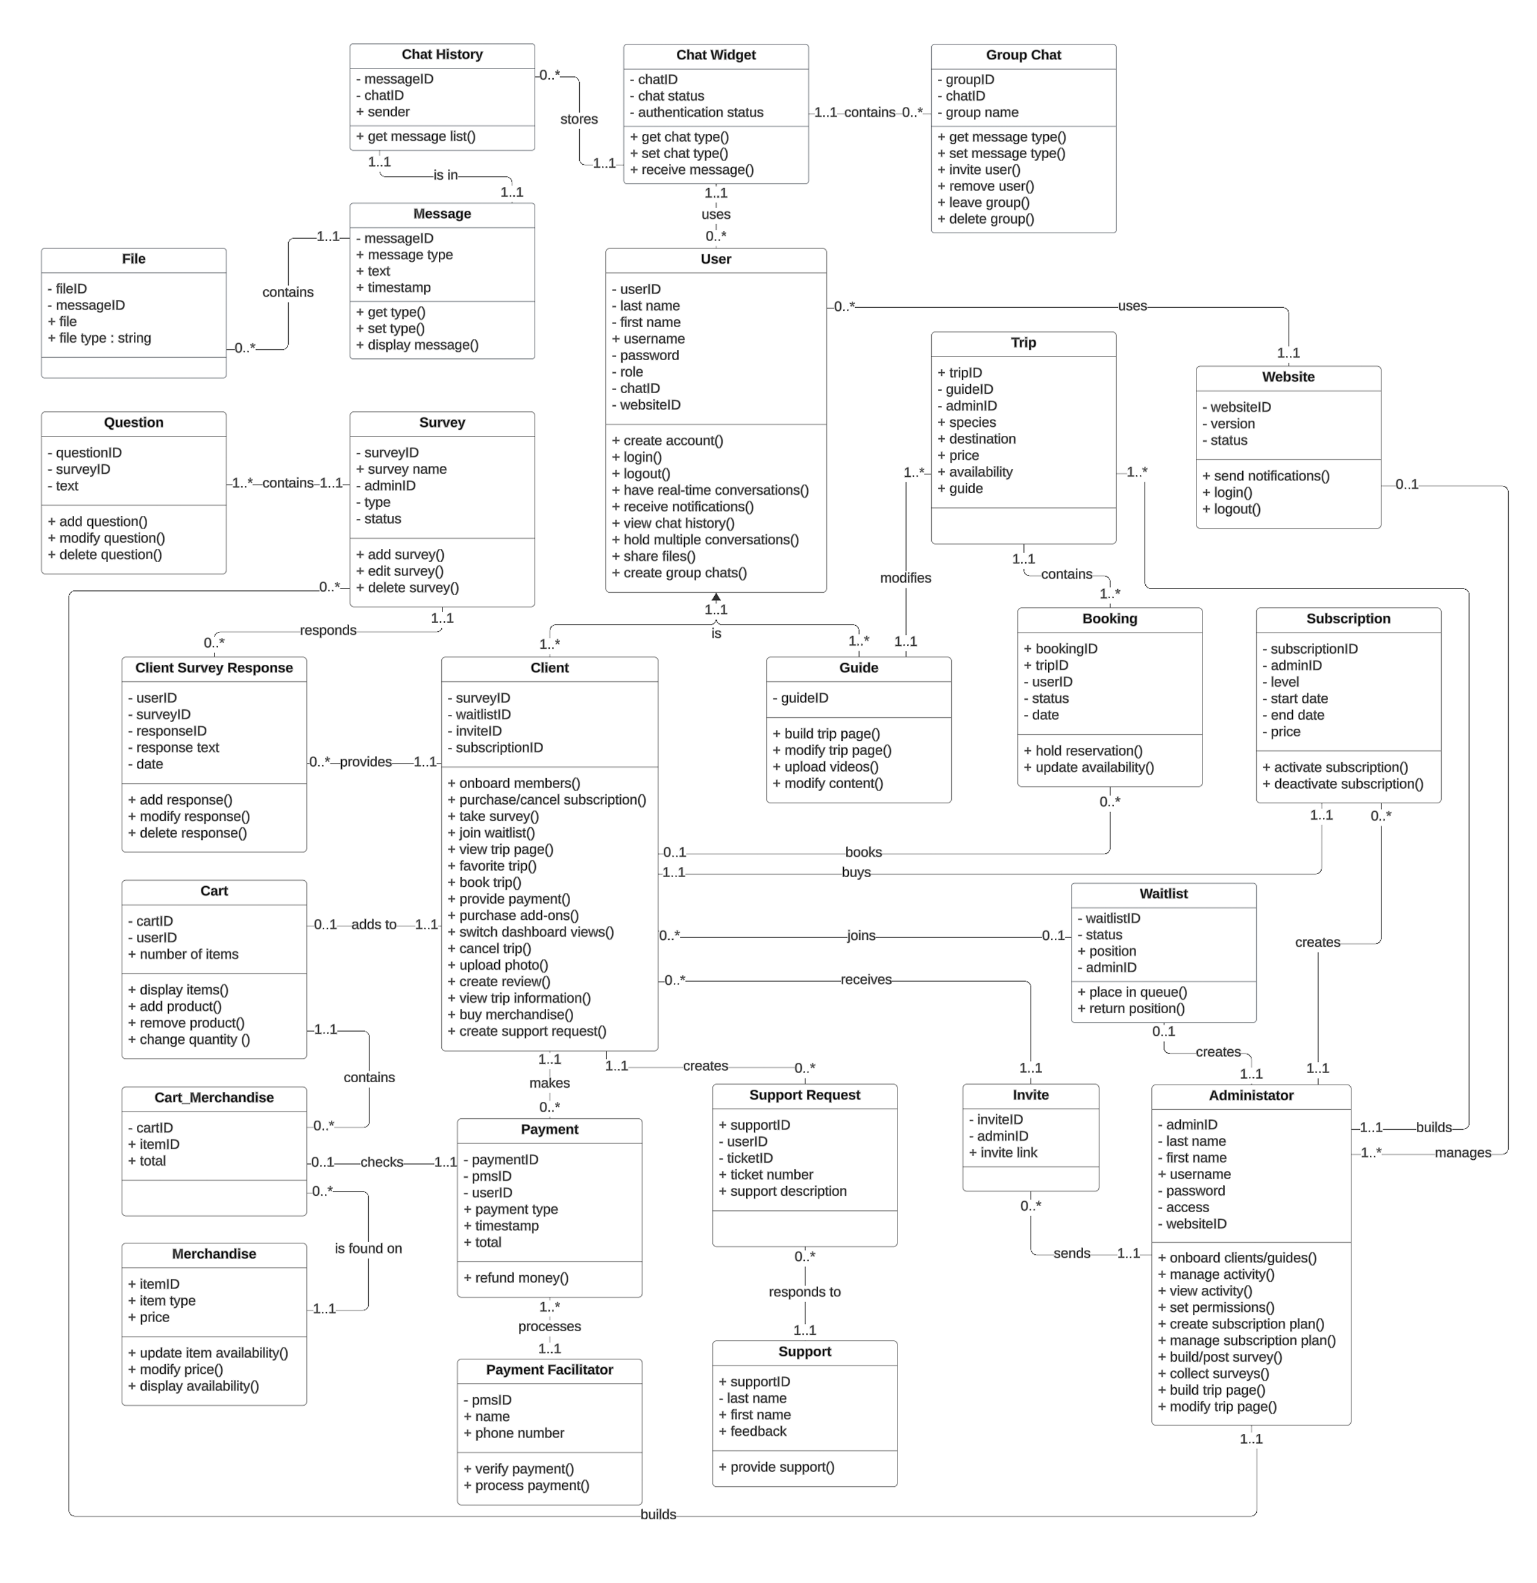 Chat History
- messageID
- chatID
+ sender
+ get message list()
0..*
stores
1..1
Chat Widget
- chatID
- chat status
- authentication status
+ get chat type()
+ set chat type()
+ receive message()
1..1 contains 0..*
Group Chat
- groupID
- chatID
- group name
+ get message type()
+ set message type()
+ invite user()
+ remove user()
+ leave group()
+ delete group()
1..1
is in
1..1
1..1
uses
0..*
Message
- messageID
+ message type
+ text
+ timestamp
+ get type()
+ set type()
+ display message()
1..1
contains
0..*
File
- fileID
- messageID
+ file
+ file type : string
User
- userID
- last name
- first name
+ username
- password
- role
- chatID
- websiteID
+ create account()
+ login()
+ logout()
+ have real-time conversations()
+ receive notifications()
+ view chat history()
+ hold multiple conversations()
+ share files()
+ create group chats()
0..*
uses
1..1
Trip
+ tripID
- guideID
- adminID
+ species
+ destination
+ price
+ availability
+ guide
Website
- websiteID
- version
- status
+ send notifications()
+ login()
+ logout()
0..1
Question
- questionID
- surveyID
- text
+ add question()
+ modify question()
+ delete question()
1..* contains 1..1
Survey
- surveyID
+ survey name
- adminID
- type
- status
+ add survey()
+ edit survey()
+ delete survey()
0..*
1..*
modifies
1..1
1..*
1..1
contains
1..*
1..1
responds
0..*
1..1
is
1..*
1..*
Client Survey Response
- userID
- surveyID
- responseID
- response text
- date
+ add response()
+ modify response()
+ delete response()
0..* provides 1..1
Client
- surveyID
- waitlistID
- inviteID
- subscriptionID
+ onboard members()
+ purchase/cancel subscription()
+ take survey()
+ join waitlist()
+ view trip page()
+ favorite trip()
+ book trip()
+ provide payment()
+ purchase add-ons()
+ switch dashboard views()
+ cancel trip()
+ upload photo()
+ create review()
+ view trip information()
+ buy merchandise()
+ create support request()
Guide
- guideID
+ build trip page()
+ modify trip page()
+ upload videos()
+ modify content()
Booking
+ bookingID
+ tripID
- userID
- status
- date
+ hold reservation()
+ update availability()
Subscription
- subscriptionID
- adminID
- level
- start date
- end date
- price
+ activate subscription()
+ deactivate subscription()
0..*
1..1
0..*
0..1 books
1..1 buys
Cart
- cartID
- userID
+ number of items
+ display items()
+ add product()
+ remove product()
+ change quantity ()
0..1 adds to 1..1
0..* joins 0..1
Waitlist
- waitlistID
- status
+ position
- adminID
+ place in queue()
+ return position()
creates
1..1
0..* receives
1..1
0..1
creates
1..1
1..1
contains
0..*
1..1
makes
0..*
1..1 creates 0..*
Cart_Merchandise
- cartID
+ itemID
+ total
0..1 checks 1..1
0..*
is found on
1..1
Payment
- paymentID
- pmsID
- userID
+ payment type
+ timestamp
+ total
+ refund money()
Support Request
+ supportID
- userID
- ticketID
+ ticket number
+ support description
Invite
- inviteID
- adminID
+ invite link
0..*
sends 1..1
Administator
- adminID
- last name
- first name
+ username
- password
- access
- websiteID
+ onboard clients/guides()
+ manage activity()
+ view activity()
+ set permissions()
+ create subscription plan()
+ manage subscription plan()
+ build/post survey()
+ collect surveys()
+ build trip page()
+ modify trip page()
1..1 builds
1..* manages
Merchandise
+ itemID
+ item type
+ price
+ update item availability()
+ modify price()
+ display availability()
1..*
processes
1..1
0..*
responds to
1..1
Payment Facilitator
- pmsID
+ name
+ phone number
+ verify payment()
+ process payment()
Support
+ supportID
- last name
+ first name
+ feedback
+ provide support()
1..1
builds